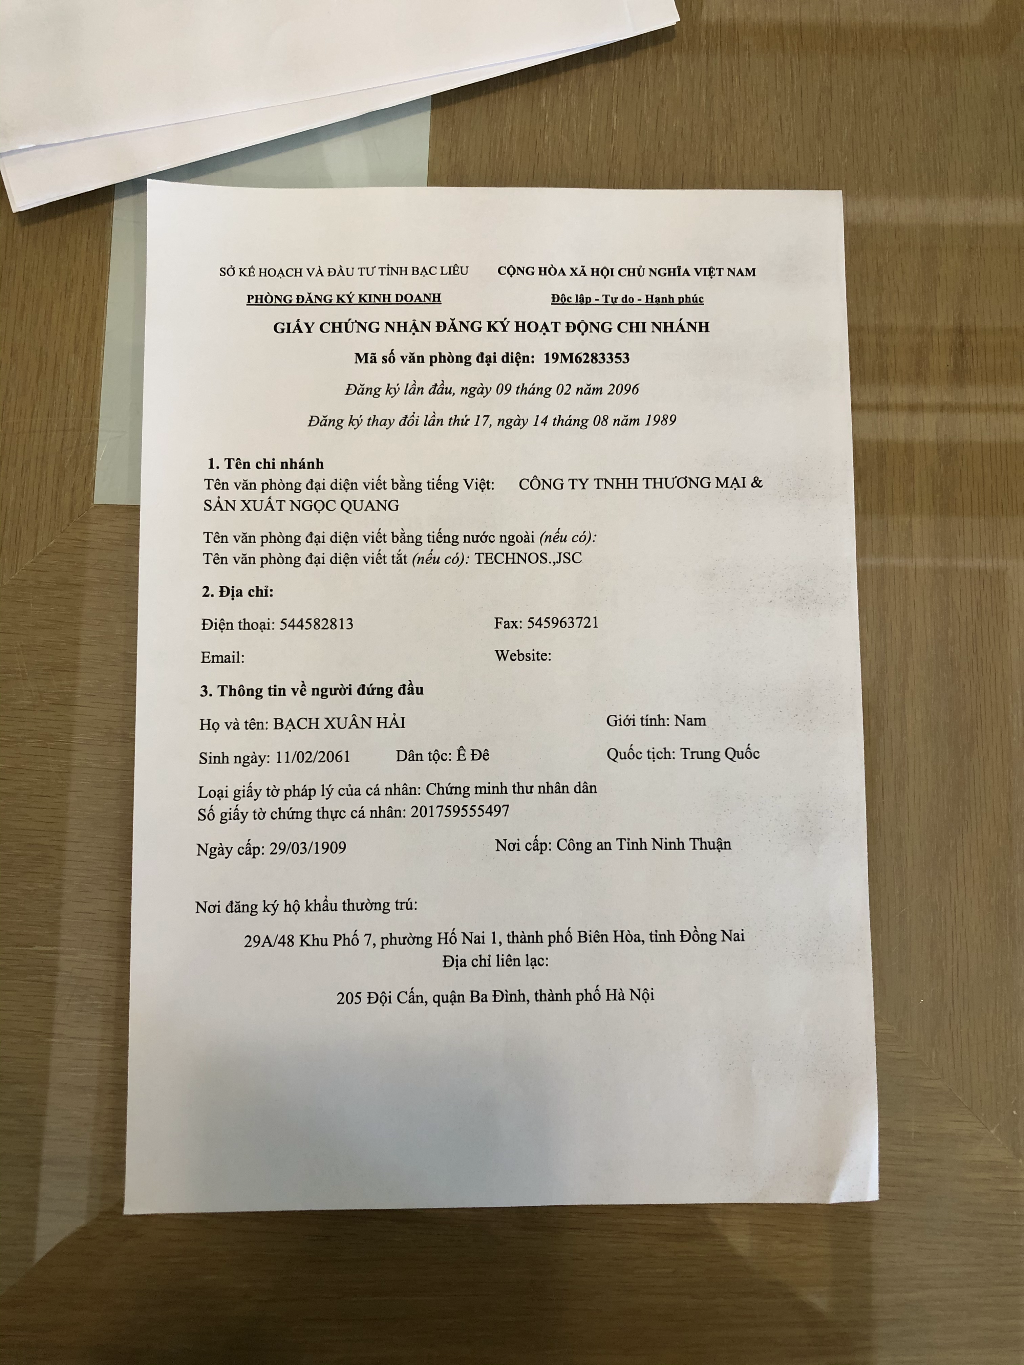 SỞ KẾ HOẠCH VÀ ĐẦU TƯ TỈNH BẠC LIÊU CỘNG HÒA XÃ HỘI CHỦ NGHĨA VIỆT NAM
PHÒNG ĐĂNG KÝ KINH DOANH Độc lập - Tự do - Hạnh phúc
GIẤY CHỨNG NHẬN ĐĂNG KÝ HOẠT ĐỘNG CHI NHÁNH
Mã số văn phòng đại diện: 19M6283353
Đăng ký lần đầu, ngày 09 tháng 02 năm 2096
Đăng ký thay đổi lần thứ 17, ngày 14 tháng 08 năm 1989
1. Tên chi nhánh
Tên văn phòng đại diện viết bằng tiếng Việt: CÔNG TY TNHH THƯƠNG MẠI &
SẢN XUẤT NGỌC QUANG
Tên văn phòng đại diện viết bằng tiếng nước ngoài (nếu có):
Tên văn phòng đại diện viết tắt (nếu có): TECHNOS.,JSC
2. Địa chỉ:
Điện thoại: 544582813 Fax: 545963721
Email: Website:
3. Thông tin về người đứng đầu
Họ và tên: BẠCH XUÂN HẢI Giới tính: Nam
Sinh ngày: 11/02/2061 Dân tộc: Ê Đê Quốc tịch: Trung Quốc
Loại giấy tờ pháp lý của cá nhân: Chứng minh thư nhân dân
Số giấy tờ chứng thực cá nhân: 201759555497
Ngày cấp: 29/03/1909 Nơi cấp: Công an Tỉnh Ninh Thuận
Nơi đăng ký hộ khẩu thường trú:
29A/48 Khu Phố 7, phường Hố Nai 1, thành phố Biên Hòa, tỉnh Đồng Nai
Địa chỉ liên lạc:
205 Đội Cấn, quận Ba Đình, thành phố Hà Nội